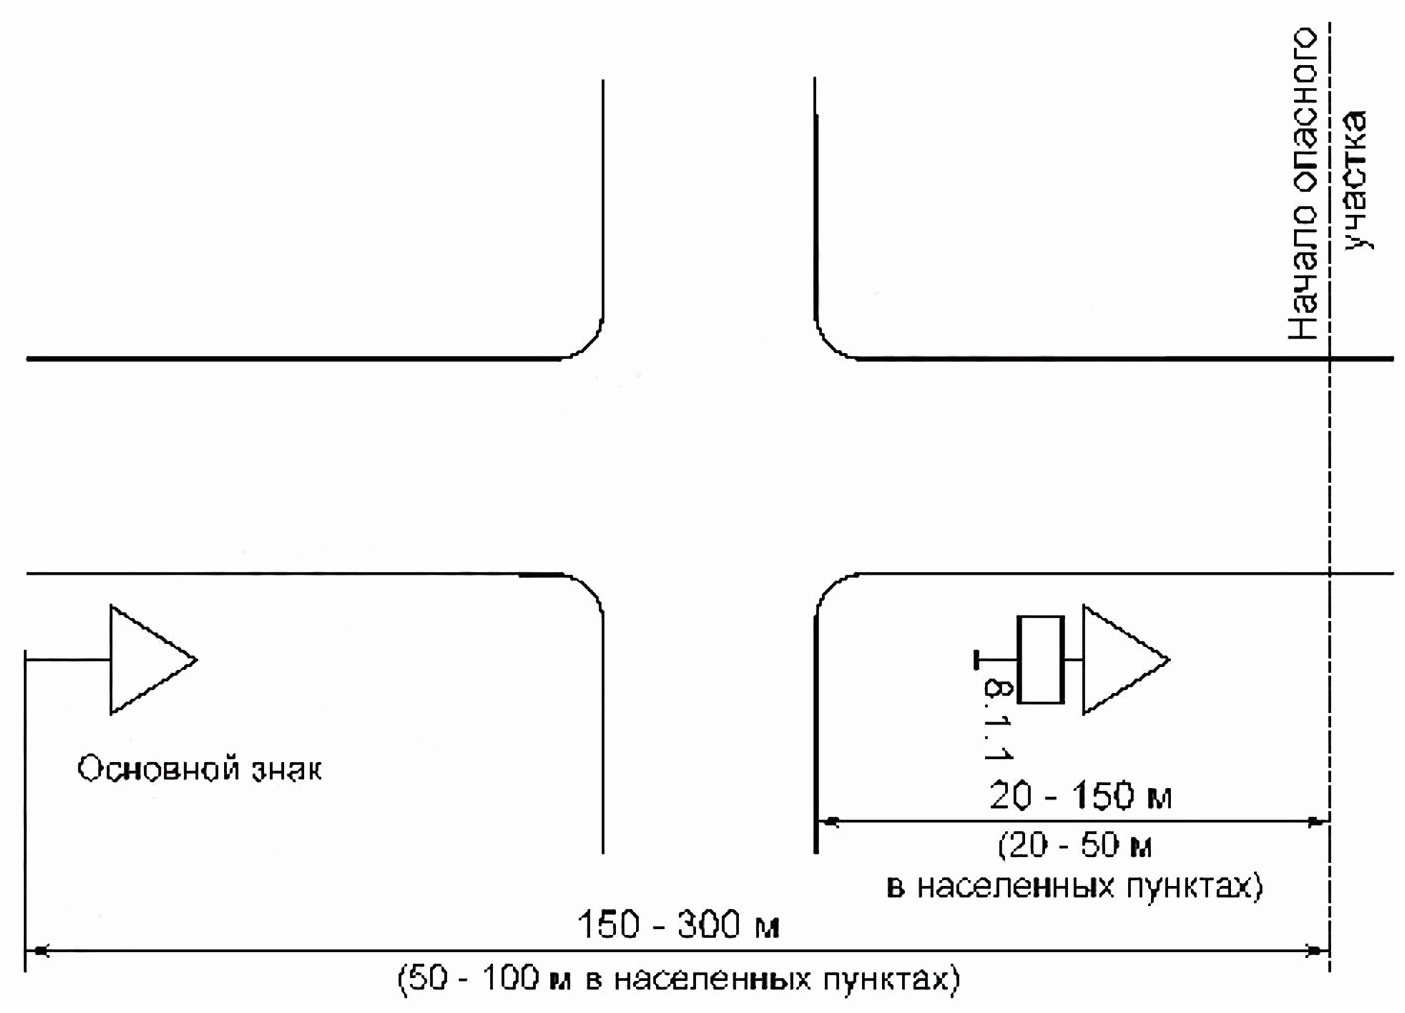 Начало опасного
участка
Основной знак
8.1.1
20 - 150 м
(20 - 50 м
в населенных пунктах)
150 - 300 м
(50 - 100 м в населенных пунктах)